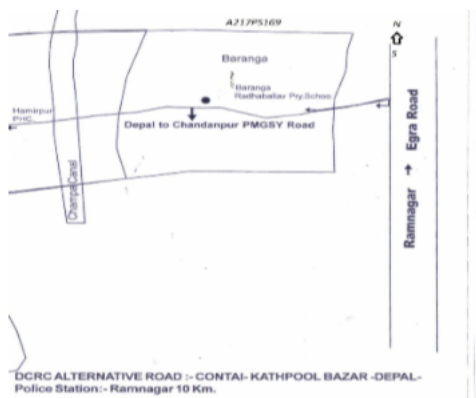 A217PS169
N
S
Baranga
Baranga
Radhaballav Pry.Schoo
Hamirpur
PHC
Depal to Chandanpur PMGSY Road
Champa Canal
Ramnagar → Egra Road
DCRC ALTERNATIVE ROAD :- CONTAI- KATHPOOL BAZAR -DEPAL-
Police Station:- Ramnagar 10 Km.